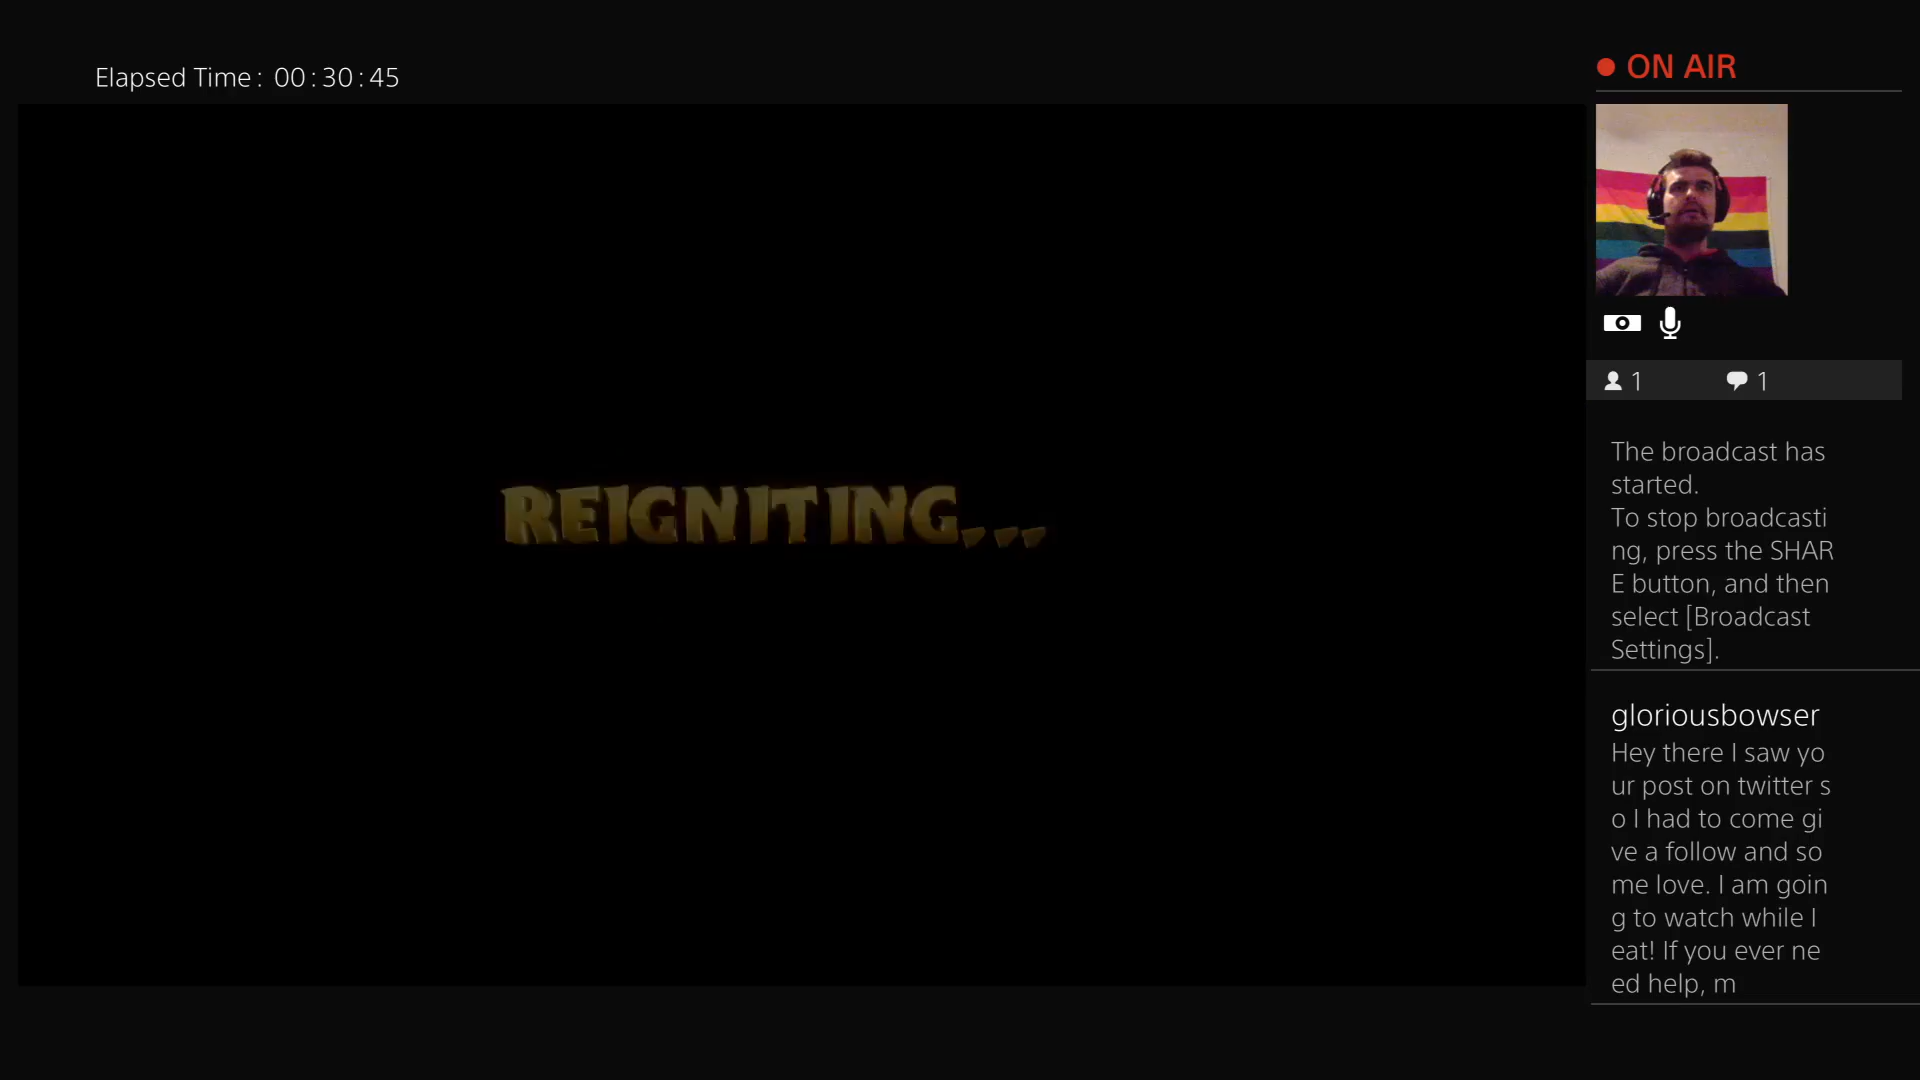 Elapsed Time: 00:30:45
ON AIR
1 1
The broadcast has
started.
To stop broadcasti
ng, press the SHAR
E button, and then
select [Broadcast
Settings].
REIGNITING...
gloriousbowser
Hey there I saw yo
ur post on twitter s
o I had to come gi
ve a follow and so
me love. I am goin
g to watch while I
eat! If you ever ne
ed help, m